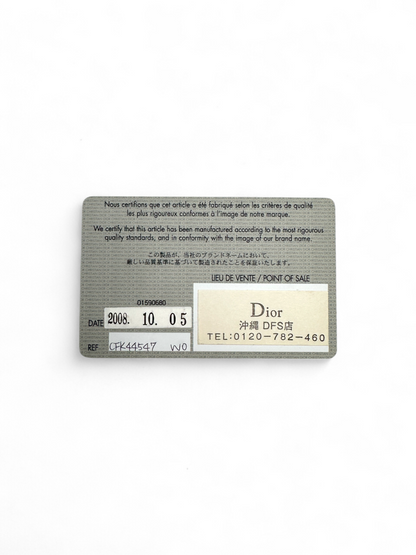 Nous certifions que cet article a été fabriqué selon les critères de qualité
les plus rigoureux conformes à l'image de notre marque.
We certify that this article has been manufactured according to the most rigourous
quality standards, and in conformity with the image of our brand name.
この製品が、当社のブランドネームにおいて、
厳しい品質基準に基づいて製造されたことを保証いたします。
LIEU DE VENTE / POINT OF SALE
01590680
DATE 2008. 10. 05
Dior
沖縄 DFS店
TEL:0120-782-460
REF. CFK44547 WO